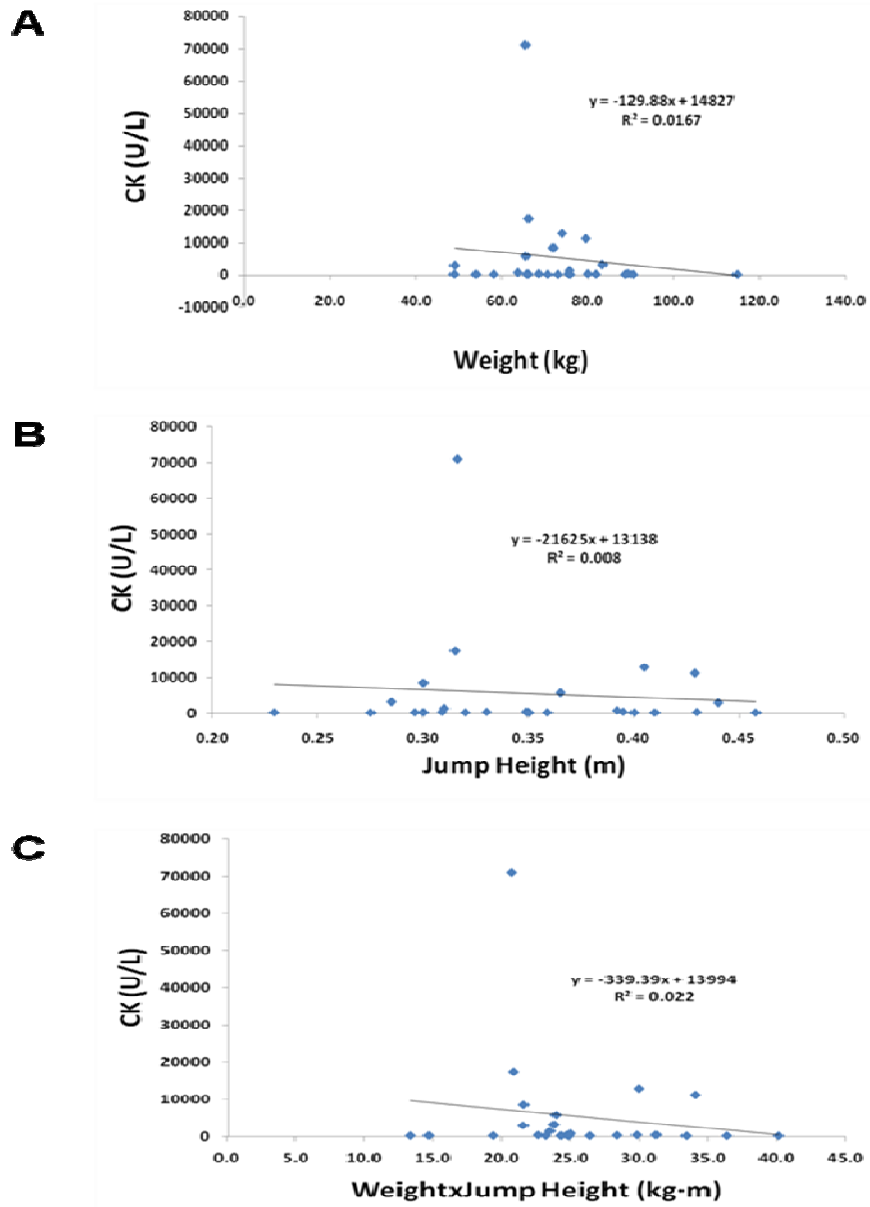 A
80000
70000
60000
50000
40000
30000
20000
10000
0
-10000
CK (U/L)
y = -129.88x + 14827
R² = 0.0167
0.0 20.0 40.0 60.0 80.0 100.0 120.0 140.0
Weight (kg)
B
80000
70000
60000
50000
40000
30000
20000
10000
0
CK (U/L)
y = -21625x + 13138
R² = 0.008
0.20 0.25 0.30 0.35 0.40 0.45 0.50
Jump Height (m)
C
80000
70000
60000
50000
40000
30000
20000
10000
0
CK (U/L)
y = -339.39x + 13994
R² = 0.022
0.0 5.0 10.0 15.0 20.0 25.0 30.0 35.0 40.0 45.0
WeightxJump Height (kg-m)